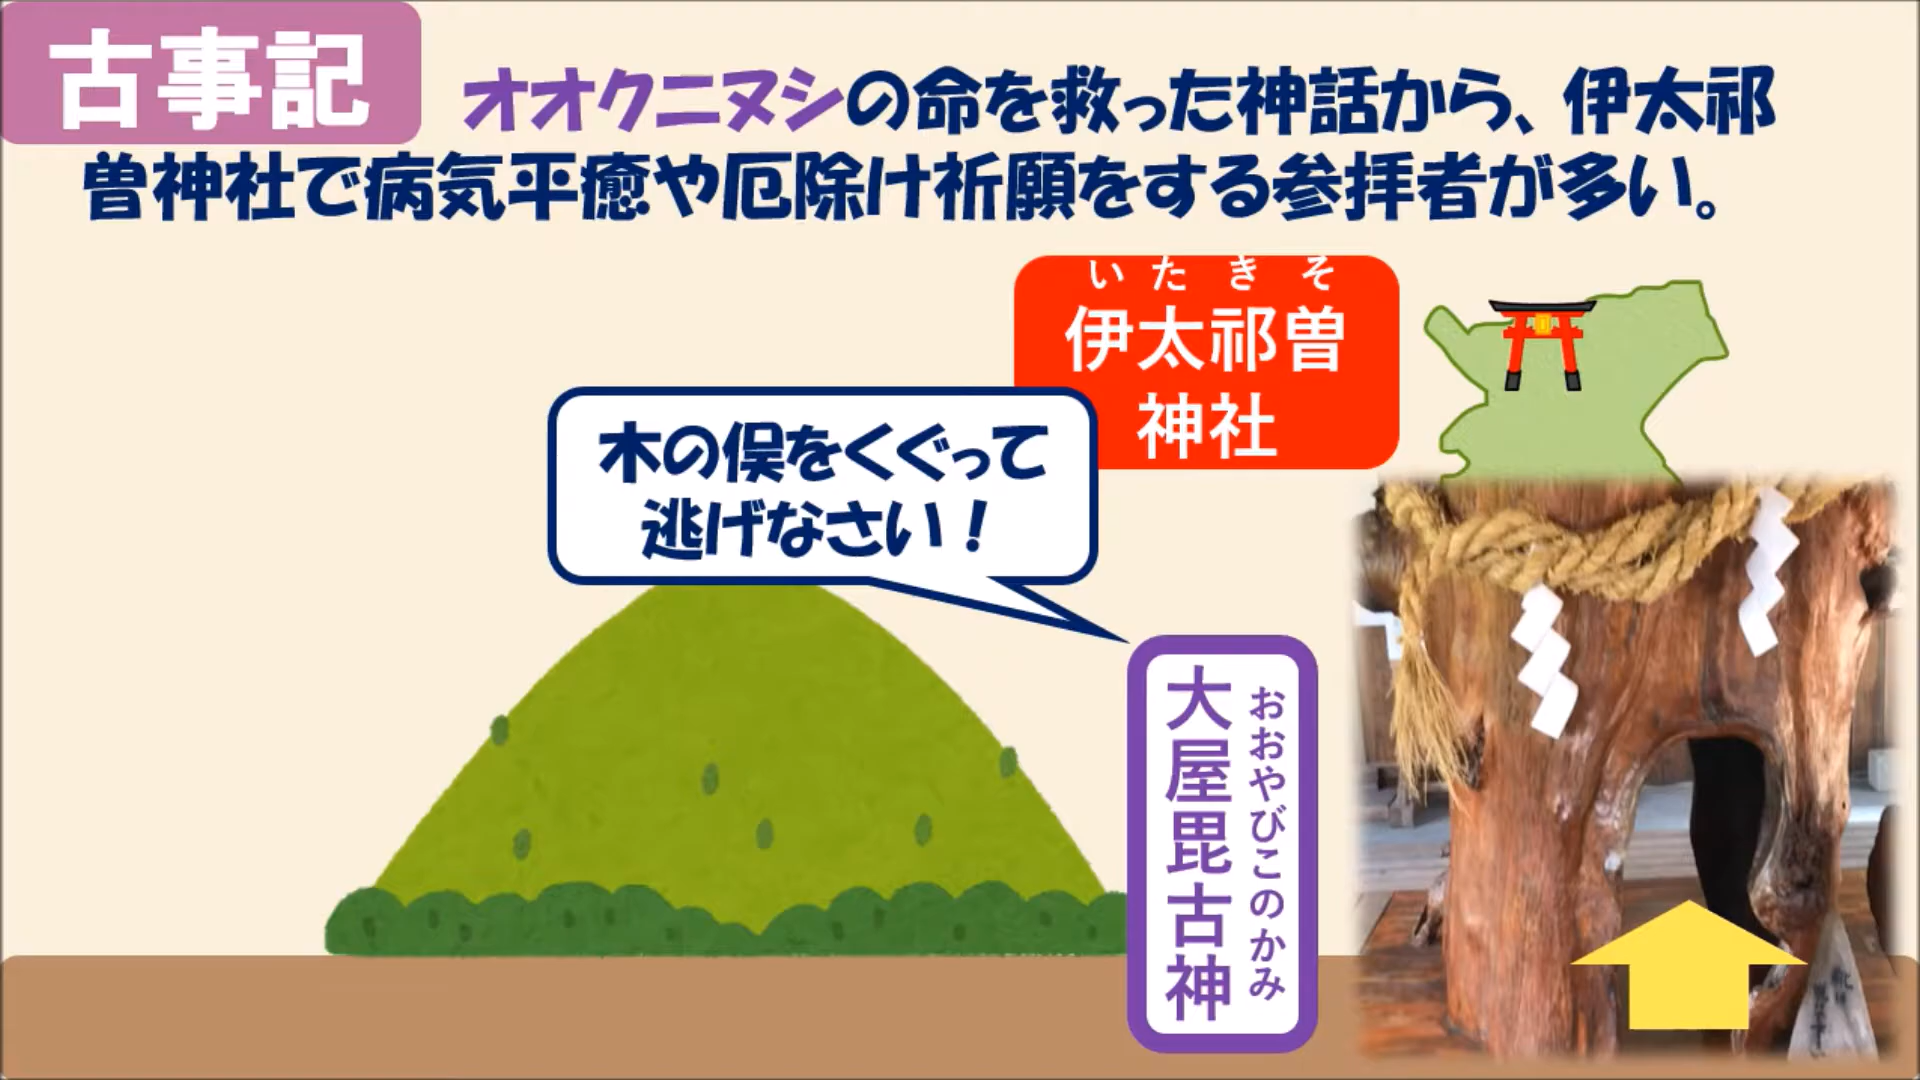 古事記
オオクニヌシの命を救った神話から、伊太祁
曽神社で病気平癒や厄除け祈願をする参拝者が多い。
いたきそ
伊太祁曽
神社
木の俣をくぐって
逃げなさい！
おおやびこのかみ
大屋毘古神